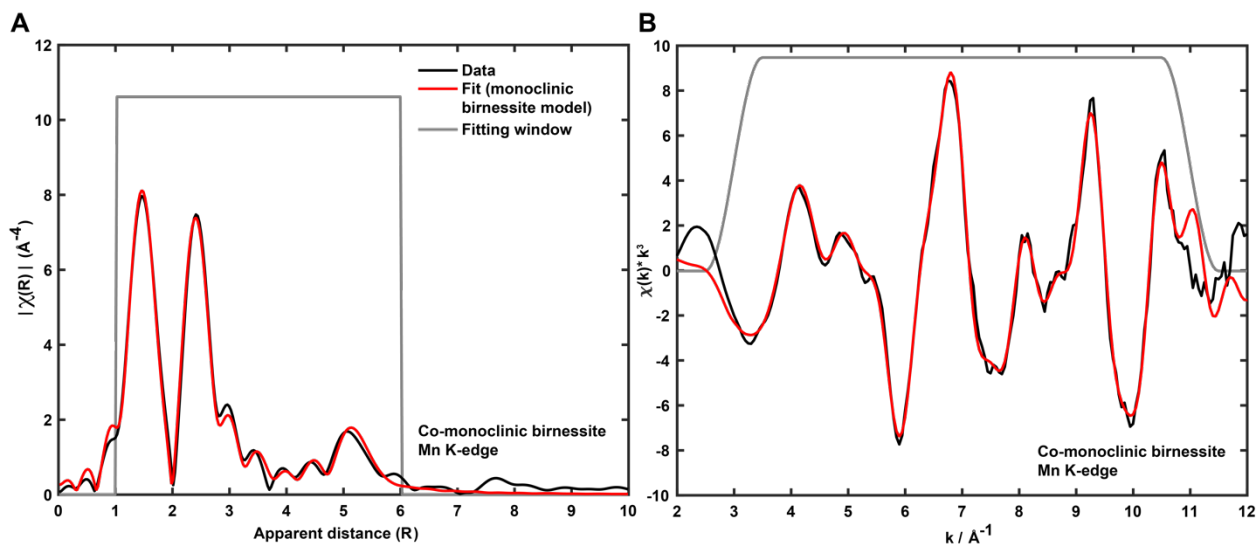 A
12
10
8
6
4
2
0
0 1 2 3 4 5 6 7 8 9 10
| χ(R) | (Å⁻⁴)
Apparent distance (R)
Data
Fit (monoclinic
birnessite model)
Fitting window
Co-monoclinic birnessite
Mn K-edge
B
10
8
6
4
2
0
-2
-4
-6
-8
-10
2 3 4 5 6 7 8 9 10 11 12
χ(k)* k³
k / Å⁻¹
Co-monoclinic birnessite
Mn K-edge